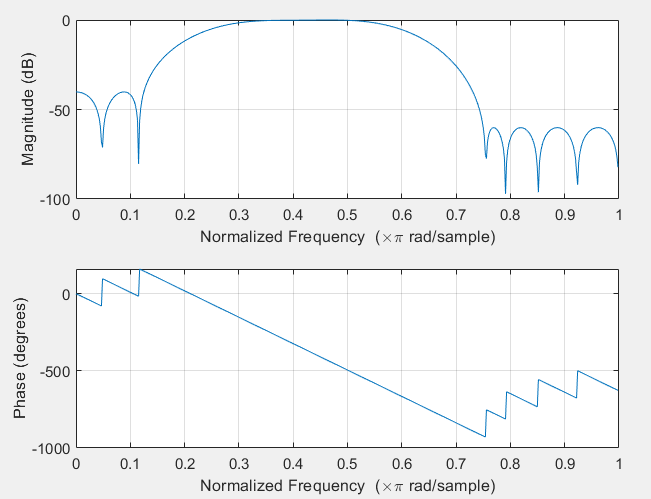 Magnitude (dB)
0
-50
-100
0 0.1 0.2 0.3 0.4 0.5 0.6 0.7 0.8 0.9 1
Normalized Frequency (×π rad/sample)
Phase (degrees)
0
-500
-1000
0 0.1 0.2 0.3 0.4 0.5 0.6 0.7 0.8 0.9 1
Normalized Frequency (×π rad/sample)